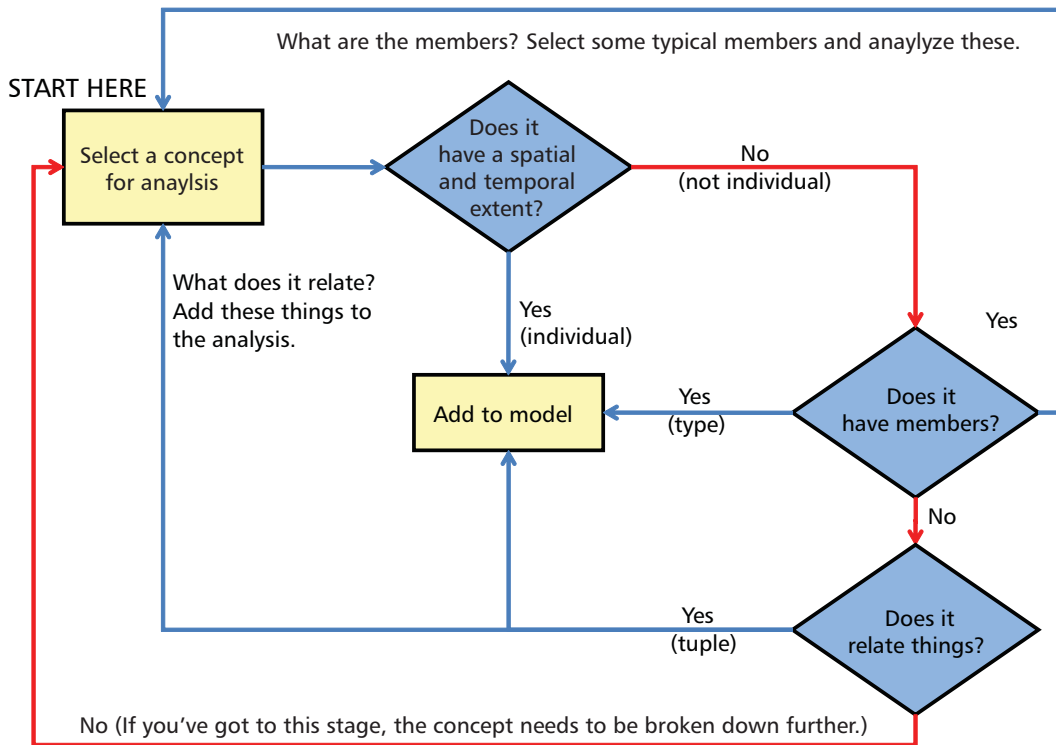 What are the members? Select some typical members and anaylyze these.
START HERE
Select a concept
for anaylsis
Does it
have a spatial
and temporal
extent?
No
(not individual)
What does it relate?
Add these things to
the analysis.
Yes
(individual)
Yes
Add to model
Yes
(type)
Does it
have members?
No
Yes
(tuple)
Does it
relate things?
No (If you've got to this stage, the concept needs to be broken down further.)